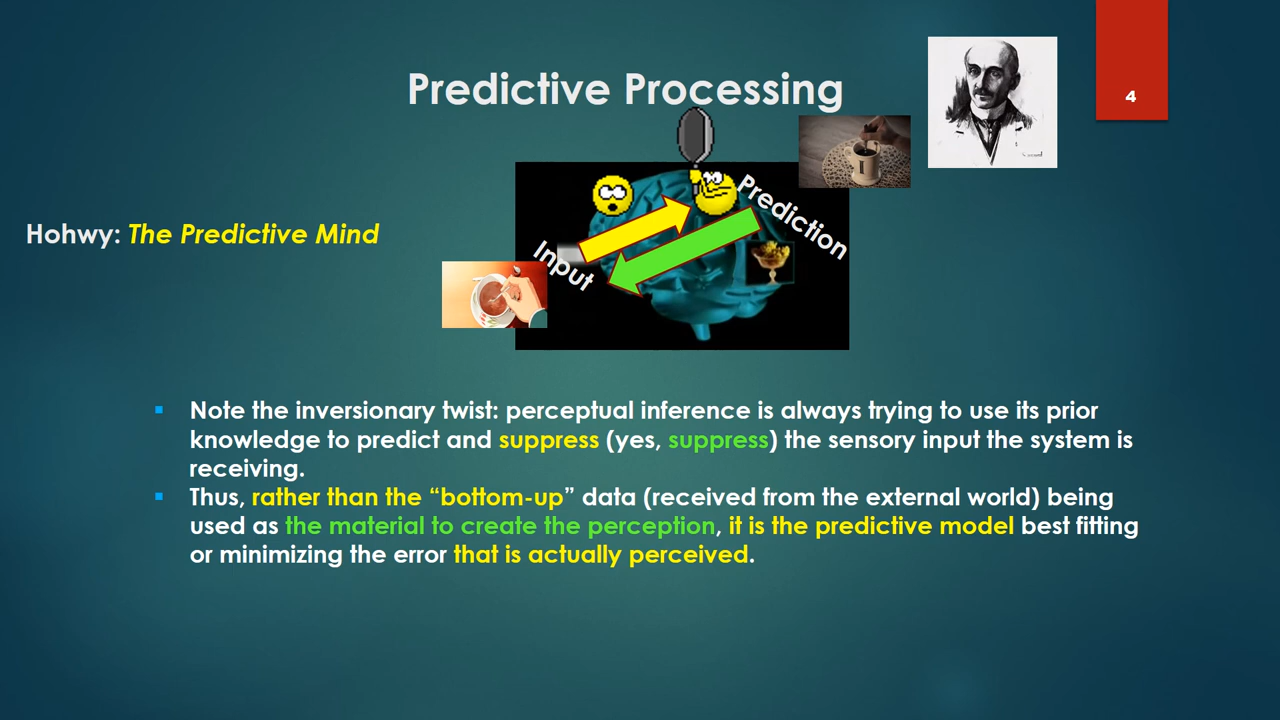 Predictive Processing
4
Prediction
Hohwy: The Predictive Mind
Input
Note the inversionary twist: perceptual inference is always trying to use its prior
knowledge to predict and suppress (yes, suppress) the sensory input the system is
receiving.
Thus, rather than the “bottom-up” data (received from the external world) being
used as the material to create the perception, it is the predictive model best fitting
or minimizing the error that is actually perceived.